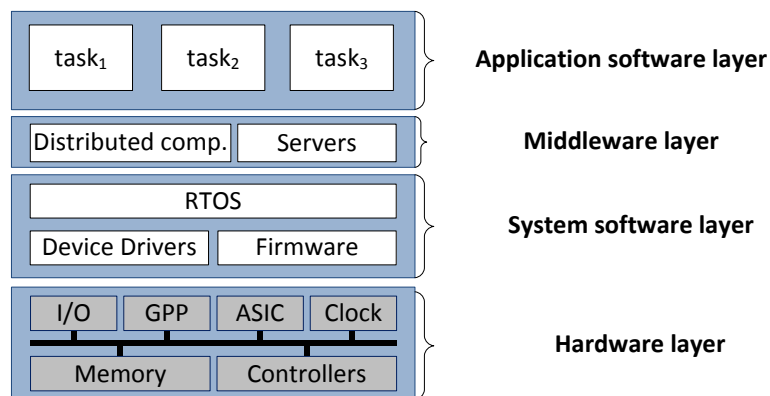 task₁ task₂ task₃ Application software layer
Distributed comp. Servers Middleware layer
RTOS
System software layer
Device Drivers Firmware
I/O GPP ASIC Clock
Hardware layer
Memory Controllers